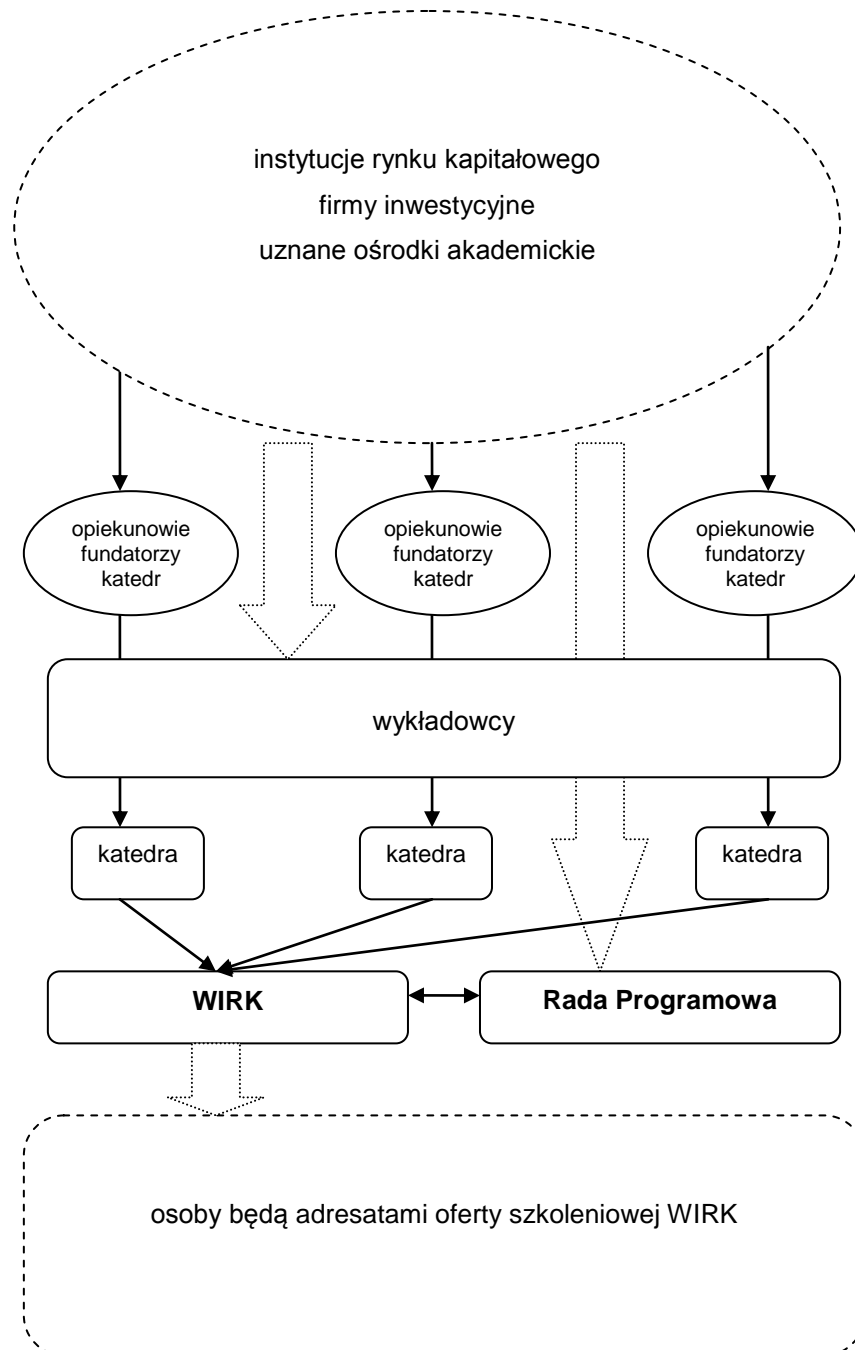 instytucje rynku kapitałowego
firmy inwestycyjne
uznane ośrodki akademickie
opiekunowie
fundatorzy
katedr
opiekunowie
fundatorzy
katedr
opiekunowie
fundatorzy
katedr
wykładowcy
katedra
katedra
katedra
WIRK
Rada Programowa
osoby będą adresatami oferty szkoleniowej WIRK